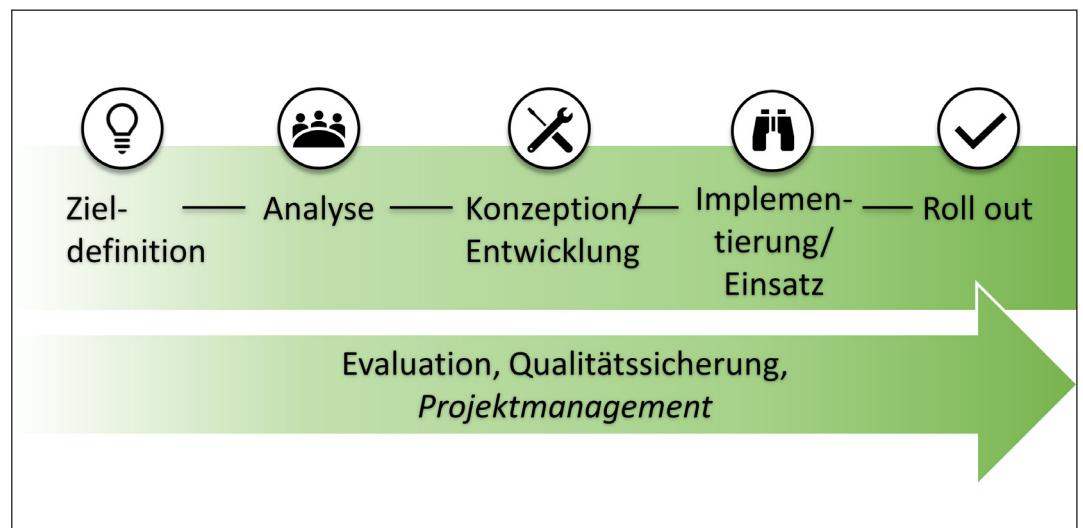 Ziel-
definition
Analyse
Konzeption/
Entwicklung
Implemen-
tierung/
Einsatz
Roll out
Evaluation, Qualitätssicherung,
Projektmanagement